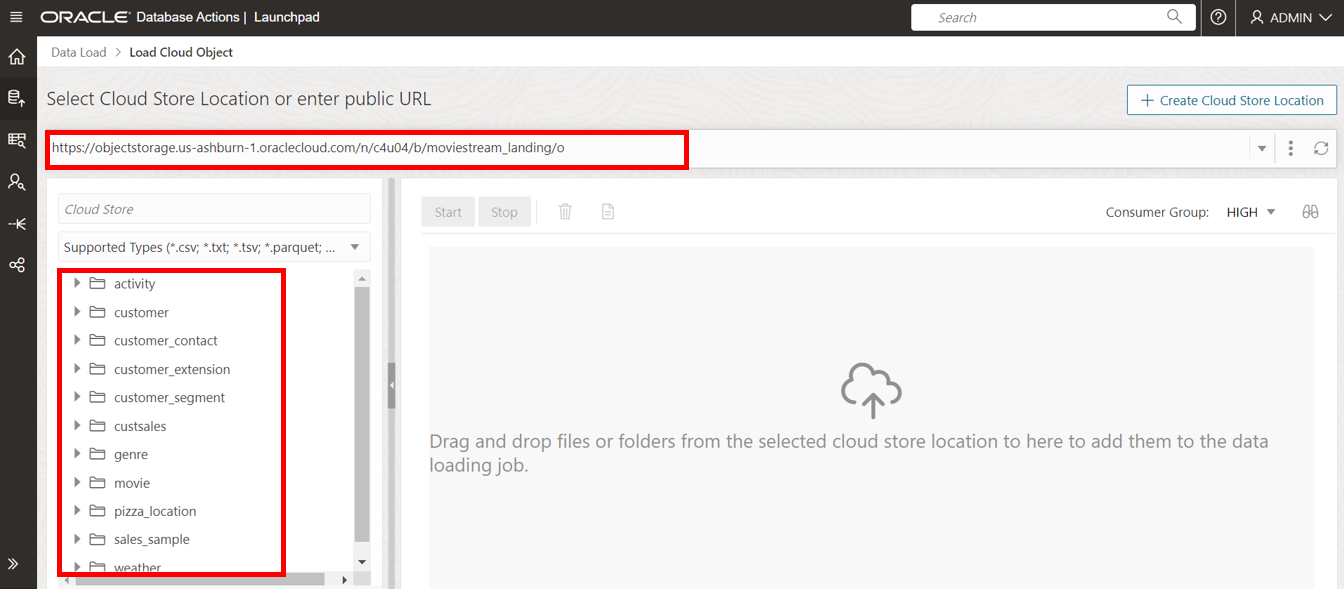 ORACLE® Database Actions | Launchpad
Search
ADMIN
Data Load > Load Cloud Object
Select Cloud Store Location or enter public URL
+ Create Cloud Store Location
https://objectstorage.us-ashburn-1.oraclecloud.com/n/c4u04/b/moviestream_landing/o
Cloud Store
Supported Types (*.csv; *.txt; *.tsv; *.parquet; ...
activity
customer
customer_contact
customer_extension
customer_segment
custsales
genre
movie
pizza_location
sales_sample
weather
Start
Stop
Consumer Group:
HIGH
Drag and drop files or folders from the selected cloud store location to here to add them to the data
loading job.